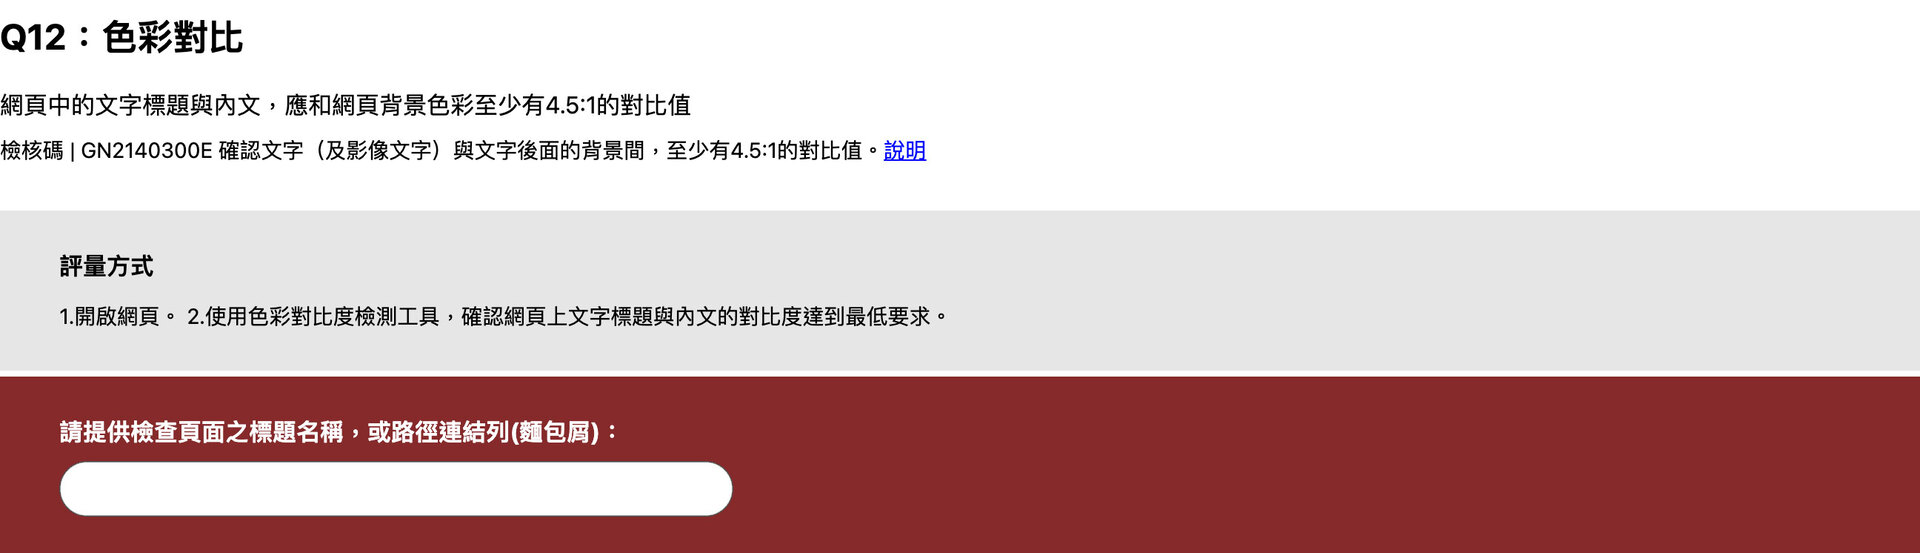 Q12：色彩對比
網頁中的文字標題與內文，應和網頁背景色彩至少有4.5:1的對比值
檢核碼 | GN2140300E 確認文字（及影像文字）與文字後面的背景間，至少有4.5:1的對比值。說明
評量方式
1.開啟網頁。 2.使用色彩對比度檢測工具，確認網頁上文字標題與內文的對比度達到最低要求。
請提供檢查頁面之標題名稱，或路徑連結列(麵包屑)：